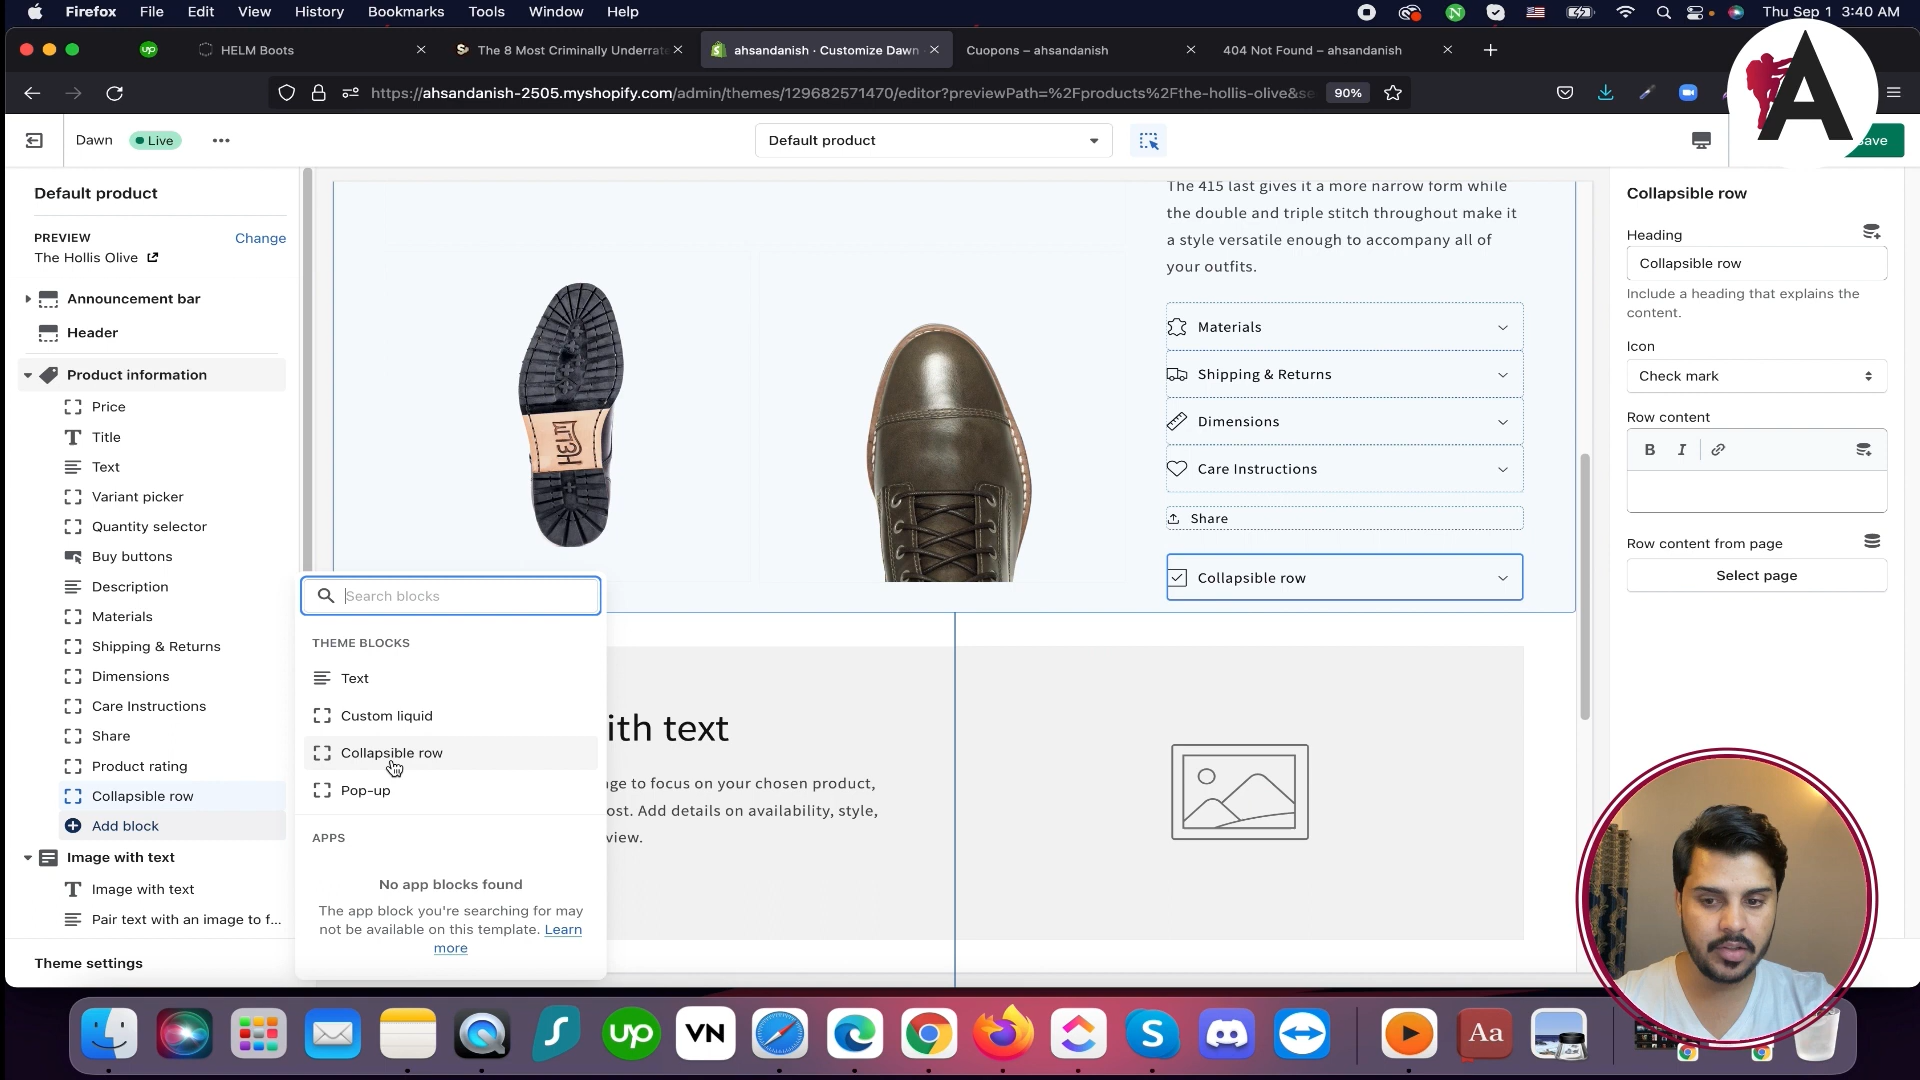 Firefox File Edit View History Bookmarks Tools Window Help
Thu Sep 1 3:40 AM
HELM Boots
The 8 Most Criminally Underrate
ahsandanish · Customize Dawn
Cuopons – ahsandanish
404 Not Found – ahsandanish
https://ahsandanish-2505.myshopify.com/admin/themes/129682571470/editor?previewPath=%2Fproducts%2Fthe-hollis-olive&se
90%
Dawn
Live
Default product
A
Save
Default product
PREVIEW
Change
The Hollis Olive
Announcement bar
Header
Product information
Price
Title
Text
Variant picker
Quantity selector
Buy buttons
Description
Materials
Shipping & Returns
Dimensions
Care Instructions
Share
Product rating
Collapsible row
Add block
Image with text
Image with text
Pair text with an image to f...
Theme settings
Search blocks
THEME BLOCKS
Text
Custom liquid
Collapsible row
Pop-up
APPS
No app blocks found
The app block you're searching for may
not be available on this template. Learn
more
HELM
The 415 last gives it a more narrow form while
the double and triple stitch throughout make it
a style versatile enough to accompany all of
your outfits.
Materials
Shipping & Returns
Dimensions
Care Instructions
Share
Collapsible row
ith text
ge to focus on your chosen product,
ost. Add details on availability, style,
view.
Collapsible row
Heading
Collapsible row
Include a heading that explains the
content.
Icon
Check mark
Row content
B I
Row content from page
Select page
up
VN
S
Aa